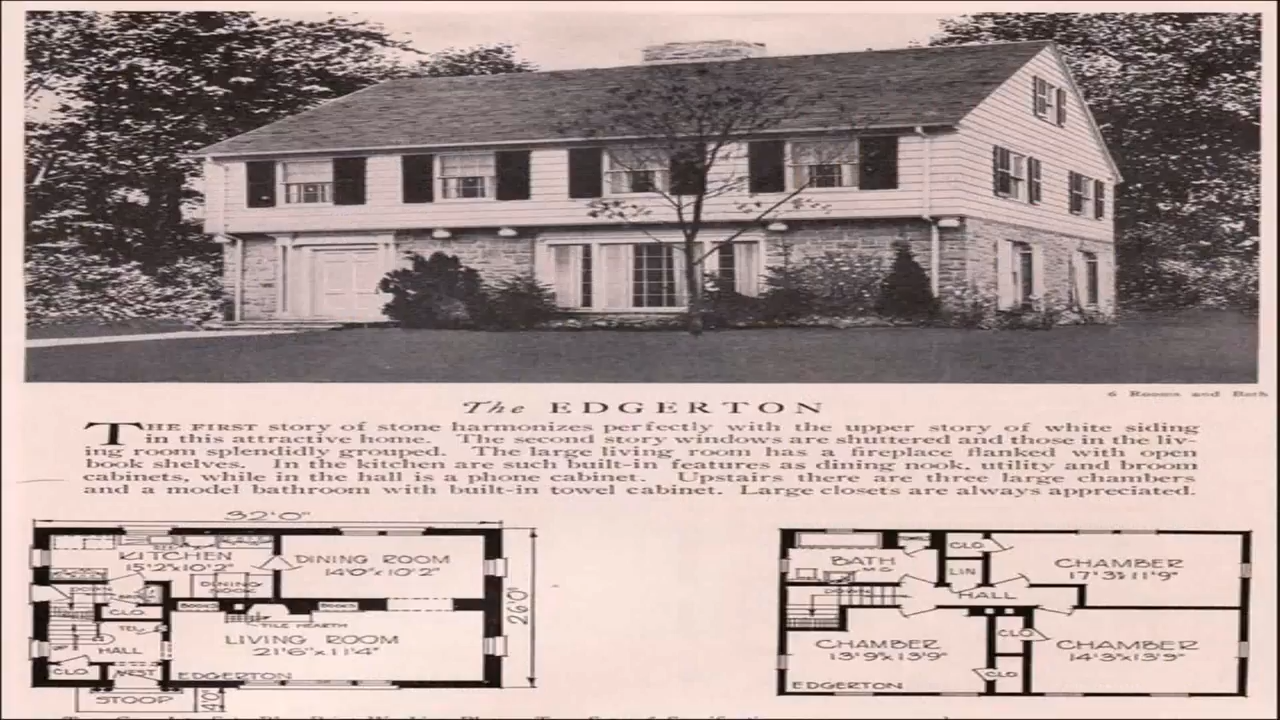 6 Rooms and Bath
The EDGERTON
THE FIRST story of stone harmonizes perfectly with the upper story of white siding
in this attractive home. The second story windows are shuttered and those in the liv-
ing room splendidly grouped. The large living room has a fireplace flanked with open
book shelves. In the kitchen are such built-in features as dining nook, utility and broom
cabinets, while in the hall is a phone cabinet. Upstairs there are three large chambers
and a model bathroom with built-in towel cabinet. Large closets are always appreciated.
32'0"
KITCHEN
15'2"x10'2"
DINING ROOM
14'0"x10'2"
DINING
NOOK
DOWN
CLO.
BOOKS
BOOKS
TILE HEARTH
TEL.
LIVING ROOM
21'6"x11'4"
HALL
CLO
VEST
EDGERTON
STOOP
4'0"
26'0"
BATH
M.C.
CLO
LIN
CHAMBER
17'3"x11'9"
DOWN
HALL
CHAMBER
13'9"x13'9"
CLO
CLO
CHAMBER
14'3"x13'9"
EDGERTON